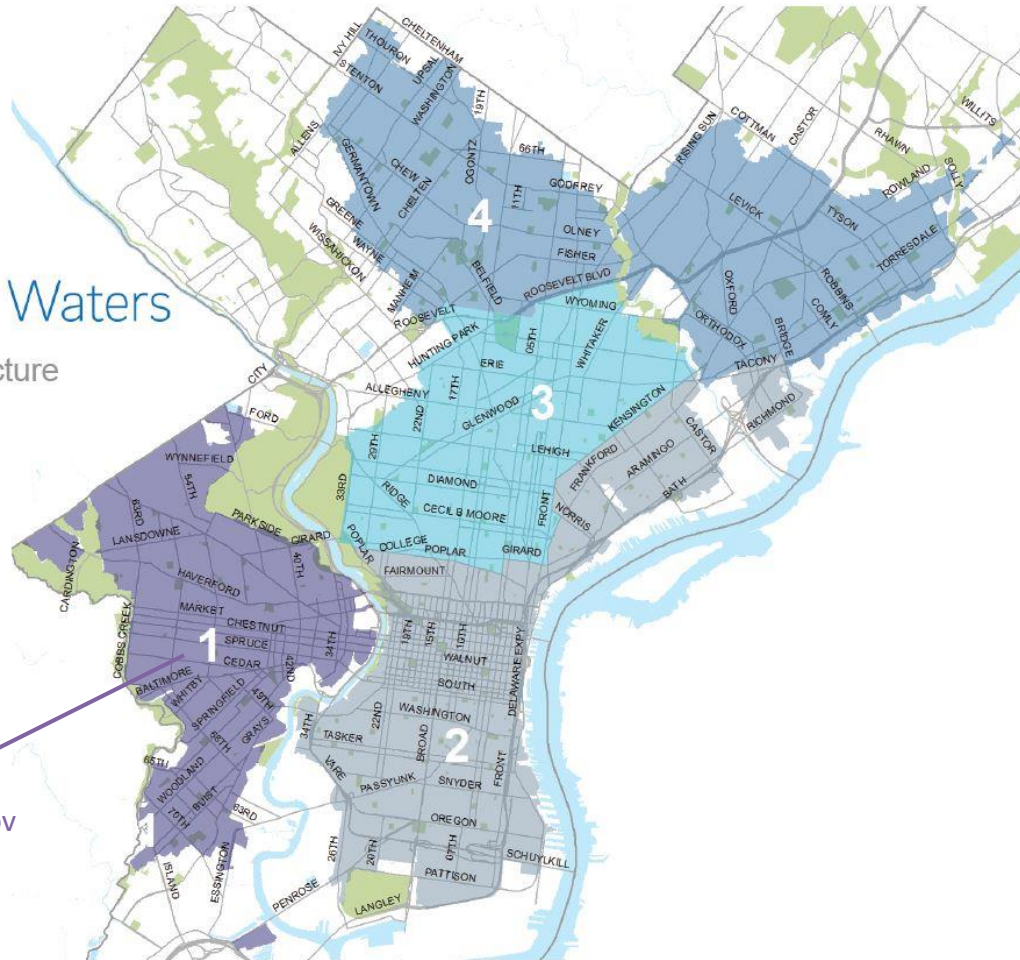 CHELTENHAM
IVY HILL
THOURON
UPSAL
STENTON
WASHINGTON
19TH
ALLENS
66TH
RISING SUN
COTTMAN
CASTOR
WILLITS
RHAWN
SOLLY
ROWLAND
GERMANTOWN
CHEW
CHELTEN
OGONTZ
11TH
GODFREY
4
LEVICK
TYSON
GREENE
WISSAHICKON
WAYNE
OLNEY
FISHER
TORRESDALE
BELFIELD
ROOSEVELT BLVD
OXFORD
ROBBINS
COMLY
Waters
MANHEIM
ROOSEVELT
WYOMING
ORTHODOX
BRIDGE
HUNTING PARK
05TH
WHITAKER
ERIE
TACONY
cture
CITY
ALLEGHENY
17TH
22ND
GLENWOOD
3
KENSINGTON
CASTOR
RICHMOND
FORD
29TH
LEHIGH
FRANKFORD
ARAMINGO
WYNNEFIELD
54TH
33RD
RIDGE
DIAMOND
CECIL B MOORE
FRONT
NORRIS
BATH
63RD
LANSDOWNE
PARKSIDE
GIRARD
POPLAR
COLLEGE
POPLAR
GIRARD
40TH
FAIRMOUNT
CARDINGTON
HAVERFORD
MARKET
CHESTNUT
SPRUCE
34TH
1
CEDAR
42ND
COBBS CREEK
BALTIMORE
WHITBY
SPRINGFIELD
49TH
GRAYS
18TH
15TH
10TH
WALNUT
SOUTH
DELAWARE EXPY
34TH
22ND
WASHINGTON
TASKER
BROAD
2
FRONT
58TH
65TH
WOODLAND
BUIST
70TH
63RD
VARE
PASSYUNK
SNYDER
OREGON
ov
26TH
20TH
07TH
SCHUYLKILL
PATTISON
ISLAND
ESSINGTON
PENROSE
LANGLEY